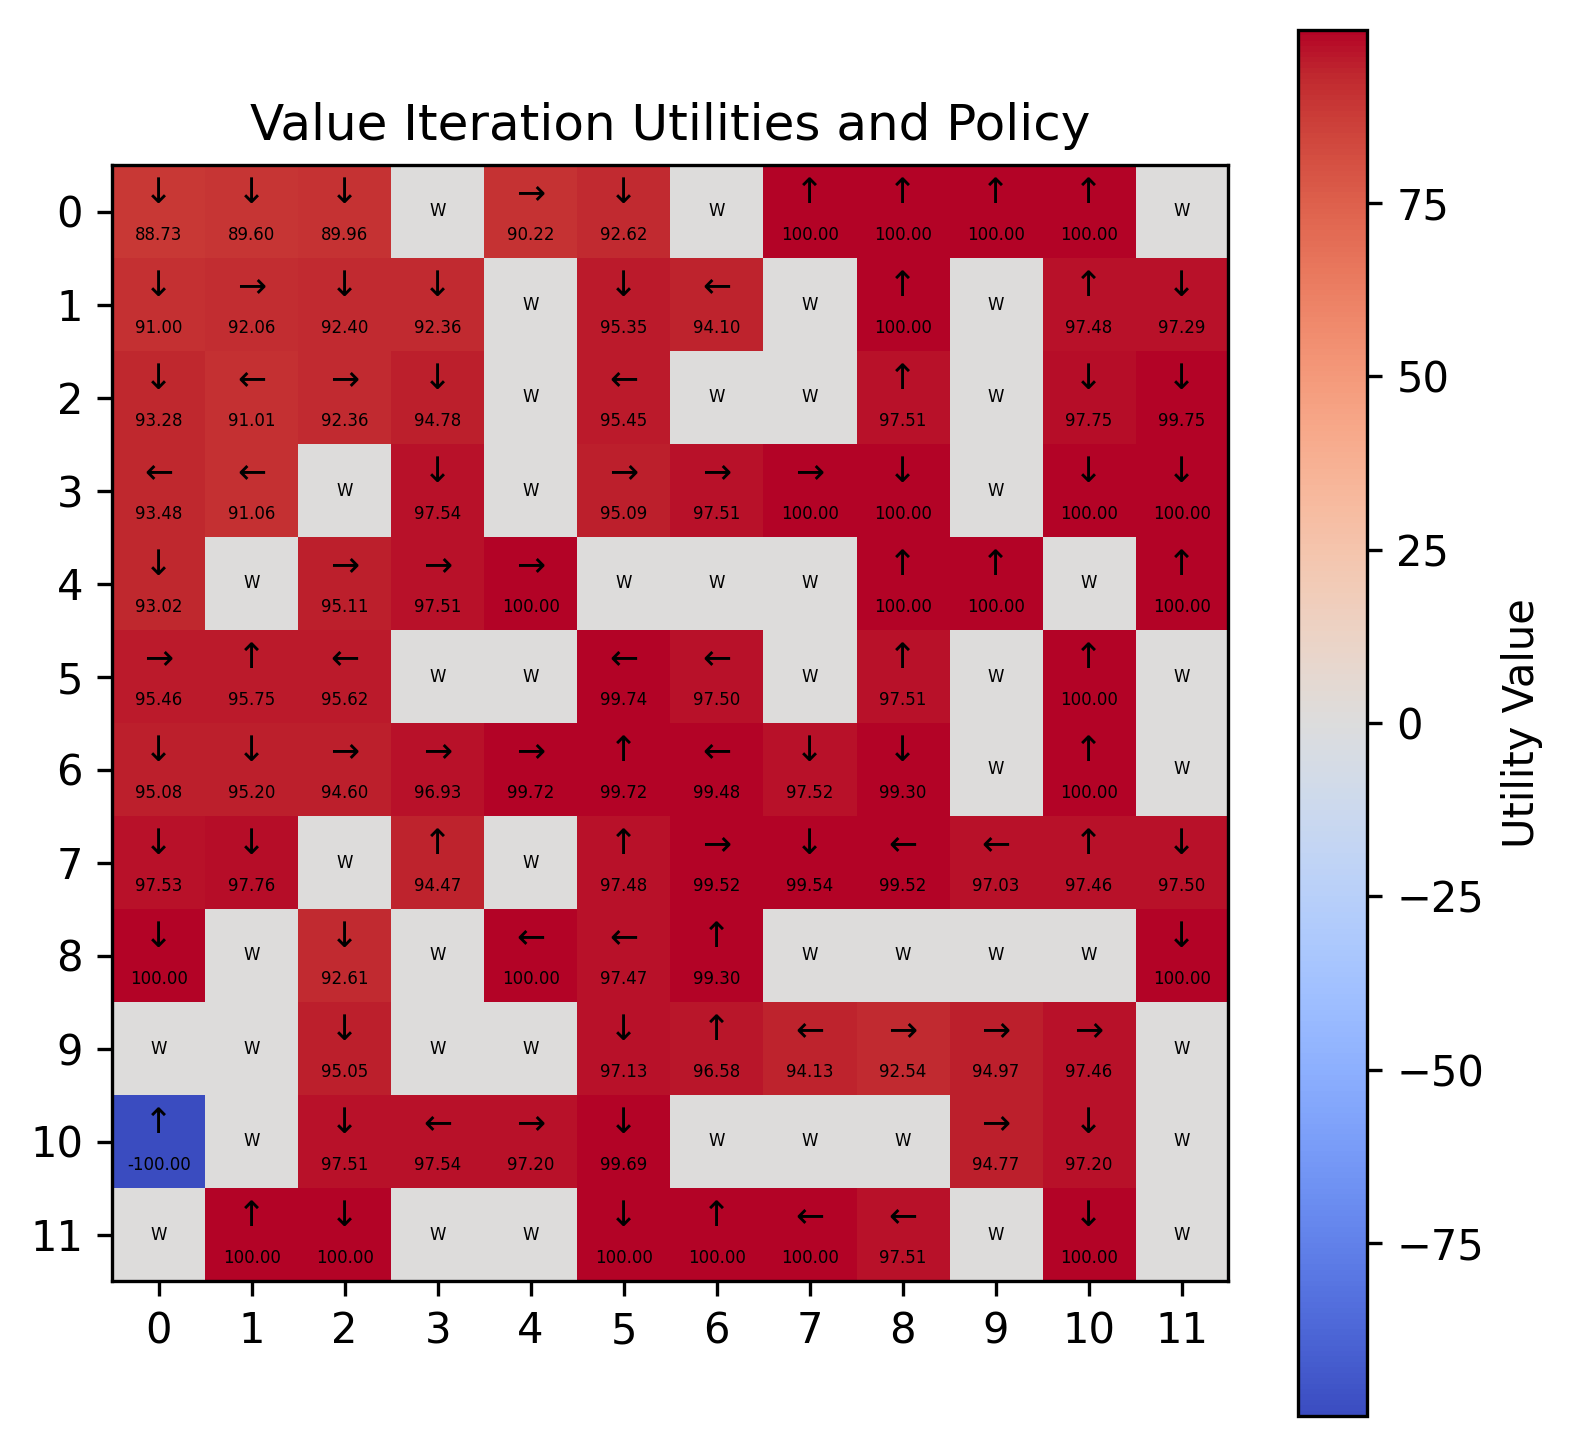 Value Iteration Utilities and Policy
↓ ↓ ↓ W → ↓ W ↑ ↑ ↑ ↑ W
0 88.73 89.60 89.96 90.22 92.62 100.00 100.00 100.00 100.00
↓ → ↓ ↓ W ↓ ← W ↑ W ↑ ↓
1 91.00 92.06 92.40 92.36 95.35 94.10 100.00 97.48 97.29
↓ ← → ↓ W ← W W ↑ W ↓ ↓
2 93.28 91.01 92.36 94.78 95.45 97.51 97.75 99.75
← ← W ↓ W → → → ↓ W ↓ ↓
3 93.48 91.06 97.54 95.09 97.51 100.00 100.00 100.00 100.00
↓ W → → → W W W ↑ ↑ W ↑
4 93.02 95.11 97.51 100.00 100.00 100.00 100.00
→ ↑ ← W W ← ← W ↑ W ↑ W
5 95.46 95.75 95.62 99.74 97.50 97.51 100.00
↓ ↓ → → → ↑ ← ↓ ↓ W ↑ W
6 95.08 95.20 94.60 96.93 99.72 99.72 99.48 97.52 99.30 100.00
↓ ↓ W ↑ W ↑ → ↓ ← ← ↑ ↓
7 97.53 97.76 94.47 97.48 99.52 99.54 99.52 97.03 97.46 97.50
↓ W ↓ W ← ← ↑ W W W W ↓
8 100.00 92.61 100.00 97.47 99.30 100.00
W W ↓ W W ↓ ↑ ← → → → W
9 95.05 97.13 96.58 94.13 92.54 94.97 97.46
↑ W ↓ ← → ↓ W W W → ↓ W
10 -100.00 97.51 97.54 97.20 99.69 94.77 97.20
W ↑ ↓ W W ↓ ↑ ← ← W ↓ W
11 100.00 100.00 100.00 100.00 100.00 97.51 100.00
0 1 2 3 4 5 6 7 8 9 10 11
75
50
25
0
−25
−50
−75
Utility Value